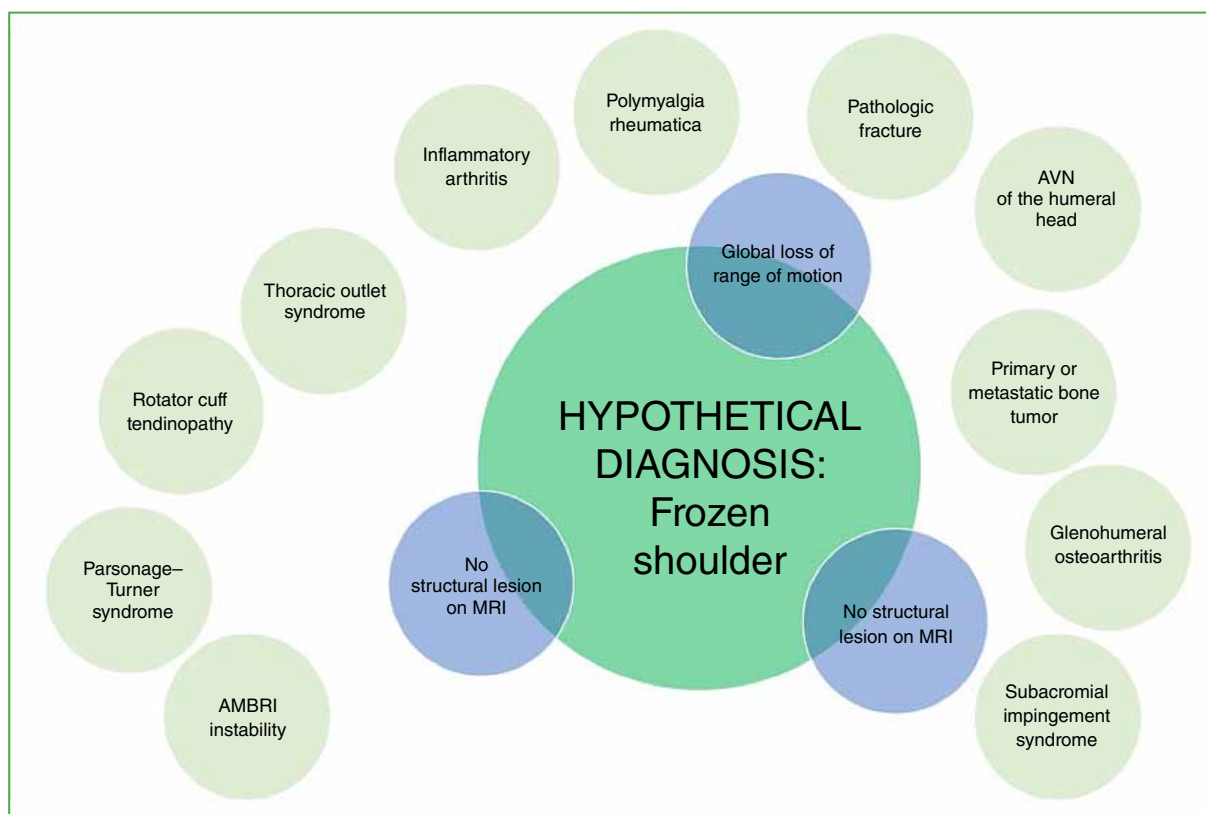 Polymyalgia
rheumatica
Pathologic
fracture
Inflammatory
arthritis
AVN
of the humeral
head
Global loss of
range of motion
Thoracic outlet
syndrome
Primary or
metastatic bone
tumor
Rotator cuff
tendinopathy
HYPOTHETICAL
DIAGNOSIS:
Frozen
shoulder
Glenohumeral
osteoarthritis
No
structural lesion
on MRI
Parsonage–
Turner
syndrome
No structural
lesion on MRI
AMBRI
instability
Subacromial
impingement
syndrome